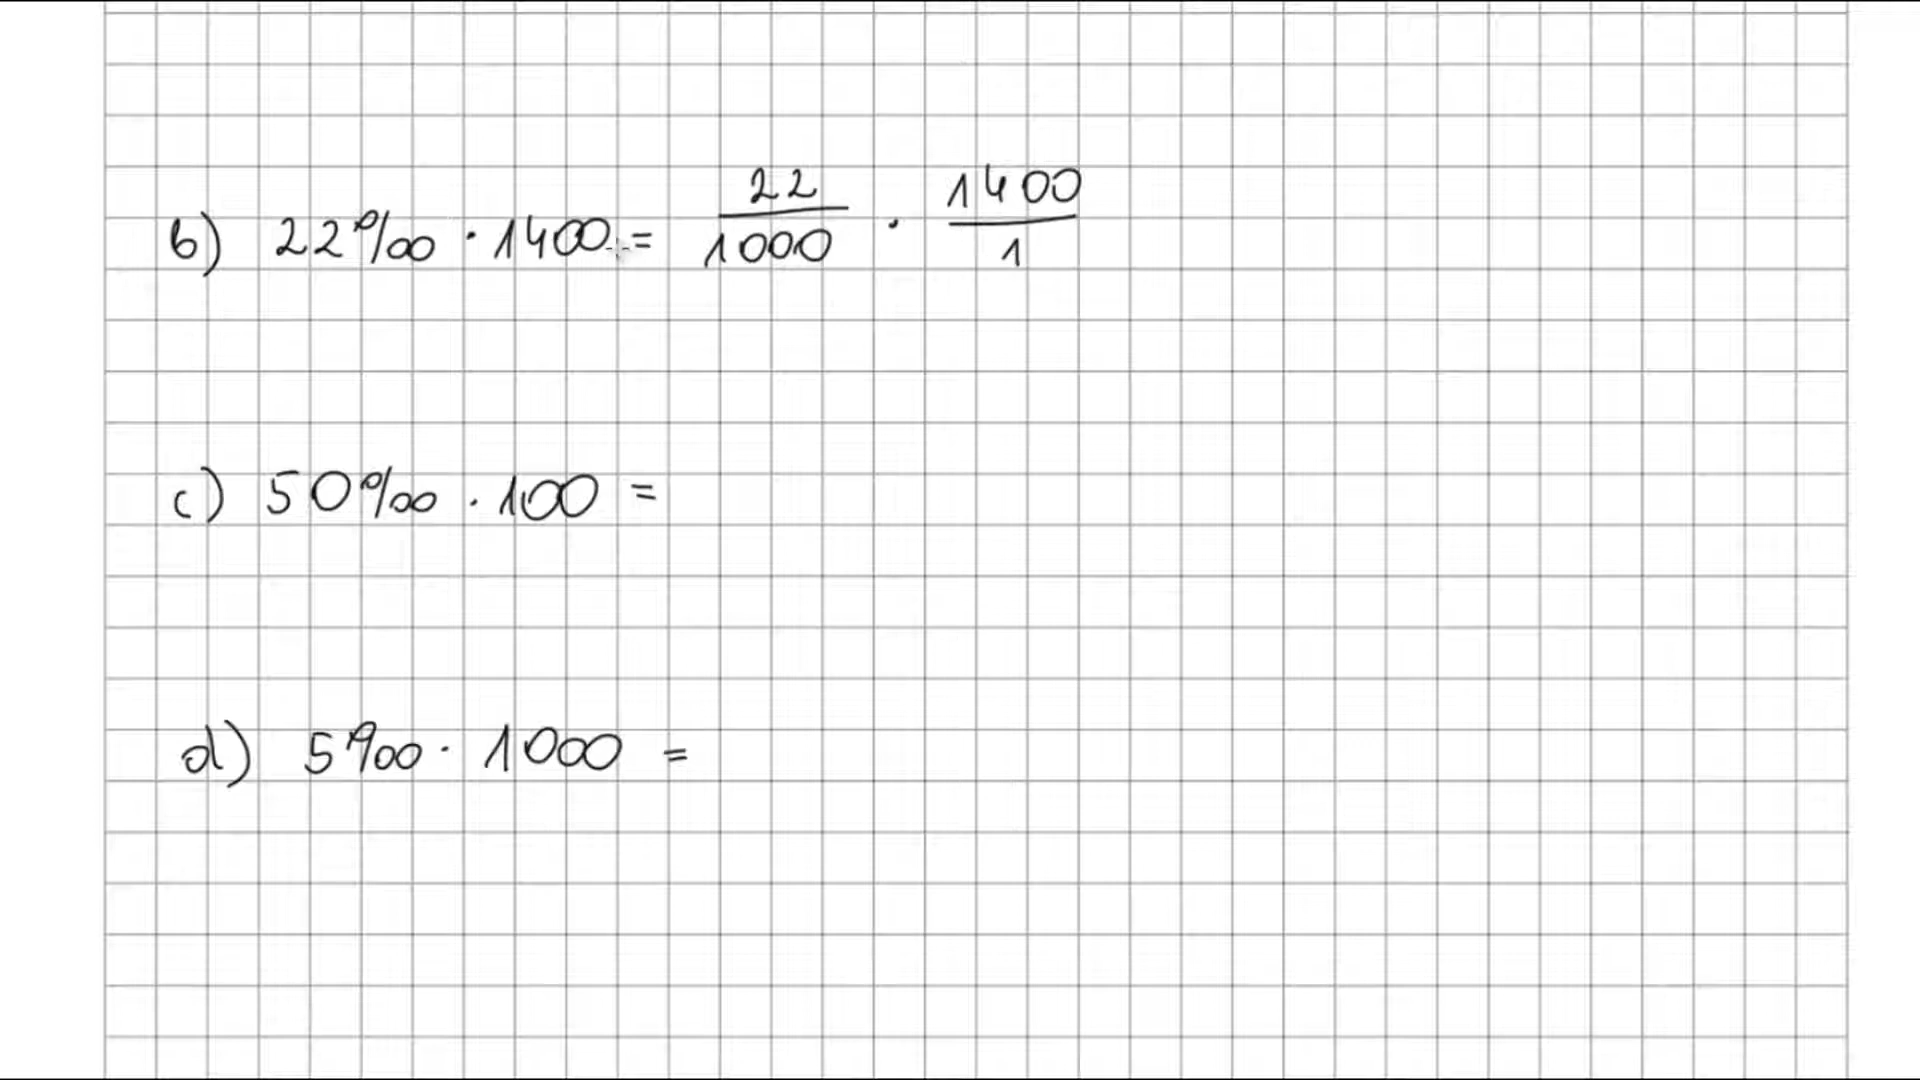 b) 22‰ · 1400 = 22/1000 · 1400/1
c) 50‰ · 100 =
d) 5‰ · 1000 =